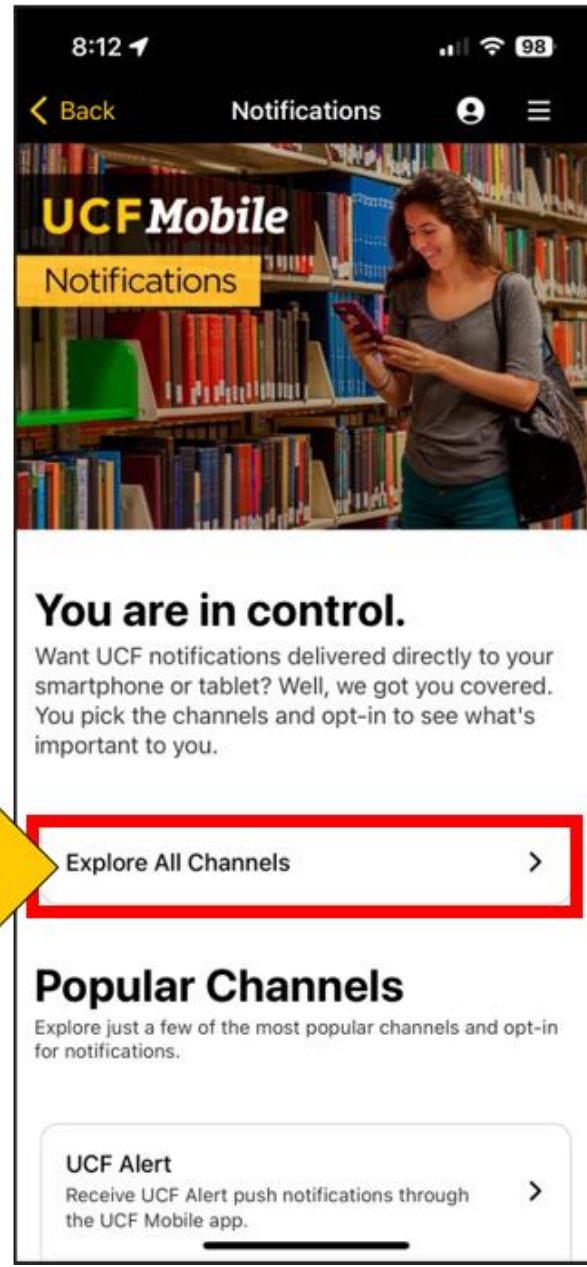 8:12
98
Back
Notifications
UCF Mobile
Notifications
You are in control.
Want UCF notifications delivered directly to your
smartphone or tablet? Well, we got you covered.
You pick the channels and opt-in to see what's
important to you.
Explore All Channels
Popular Channels
Explore just a few of the most popular channels and opt-in
for notifications.
UCF Alert
Receive UCF Alert push notifications through
the UCF Mobile app.